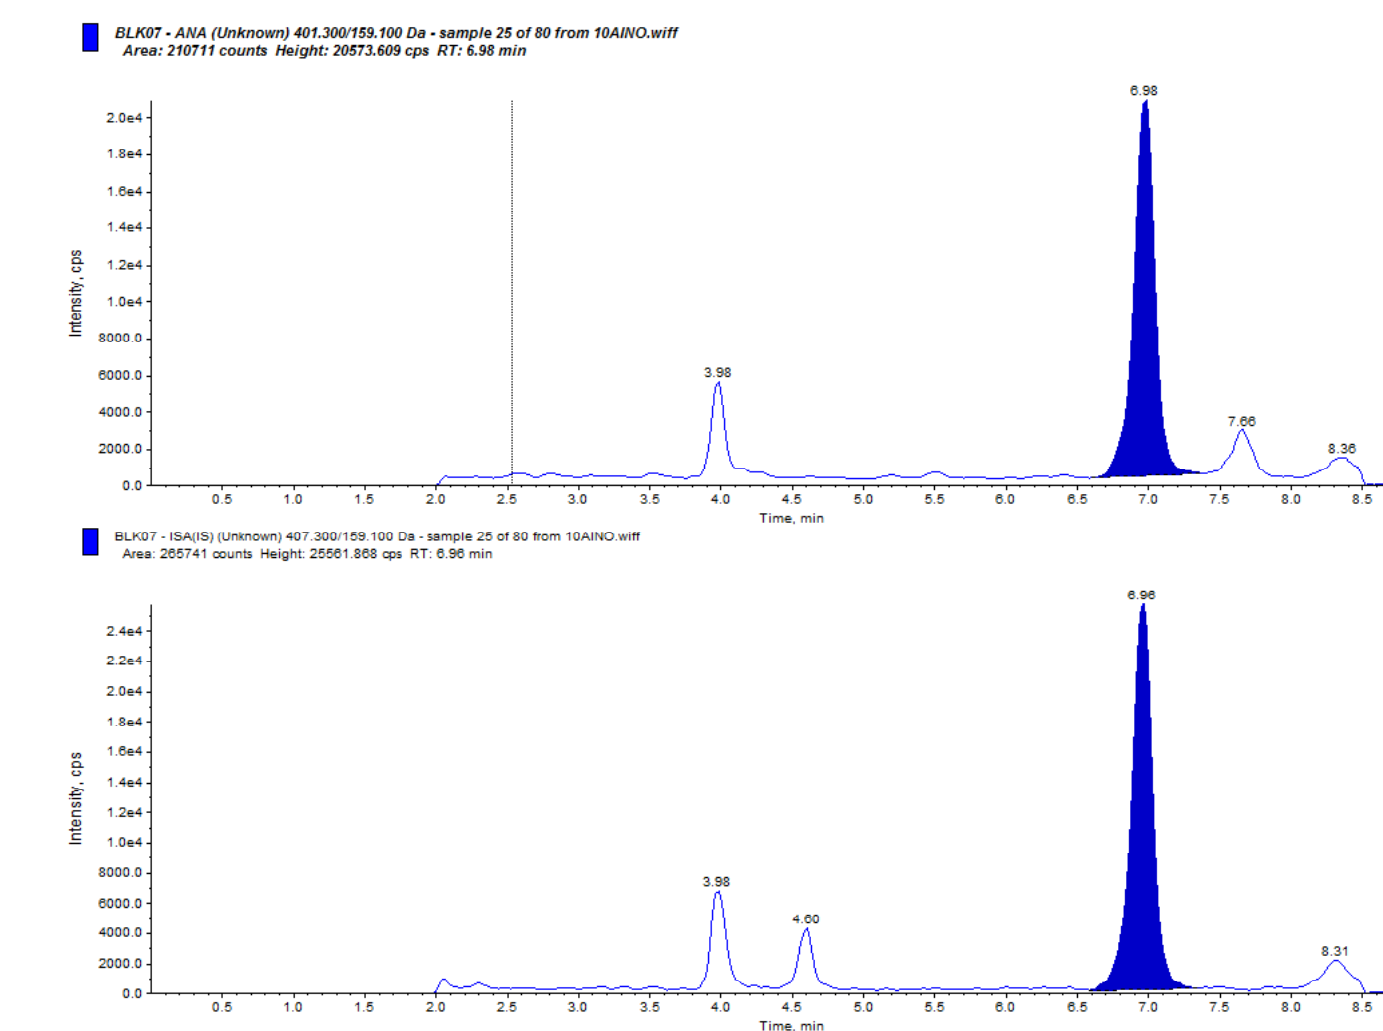 BLK07 - ANA (Unknown) 401.300/159.100 Da - sample 25 of 80 from 10AINO.wiff
Area: 210711 counts Height: 20573.609 cps RT: 6.98 min
6.98
2.0e4
1.8e4
1.6e4
1.4e4
1.2e4
1.0e4
8000.0
6000.0
4000.0
2000.0
0.0
Intensity, cps
3.98
7.66
8.36
0.5 1.0 1.5 2.0 2.5 3.0 3.5 4.0 4.5 5.0 5.5 6.0 6.5 7.0 7.5 8.0 8.5
Time, min
BLK07 - ISA(IS) (Unknown) 407.300/159.100 Da - sample 25 of 80 from 10AINO.wiff
Area: 265741 counts Height: 25561.868 cps RT: 6.96 min
6.96
2.4e4
2.2e4
2.0e4
1.8e4
1.6e4
1.4e4
1.2e4
1.0e4
8000.0
6000.0
4000.0
2000.0
0.0
Intensity, cps
3.98
4.60
8.31
0.5 1.0 1.5 2.0 2.5 3.0 3.5 4.0 4.5 5.0 5.5 6.0 6.5 7.0 7.5 8.0 8.5
Time, min